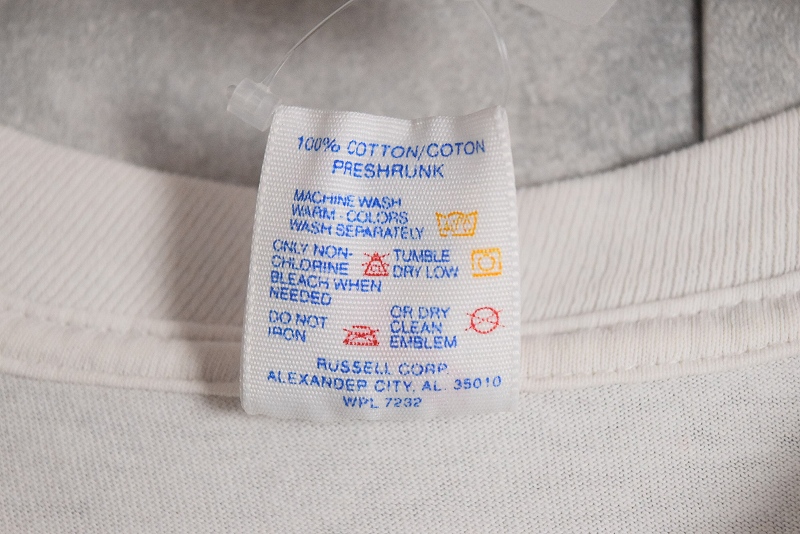 100% COTTON/COTON
PRESHRUNK
MACHINE WASH
WARM - COLORS
WASH SEPARATELY
ONLY NON-
CHLORINE
BLEACH WHEN
NEEDED
TUMBLE
DRY LOW
DO NOT
IRON
OR DRY
CLEAN
EMBLEM
RUSSELL CORP.
ALEXANDER CITY, AL. 35010
WPL 7232